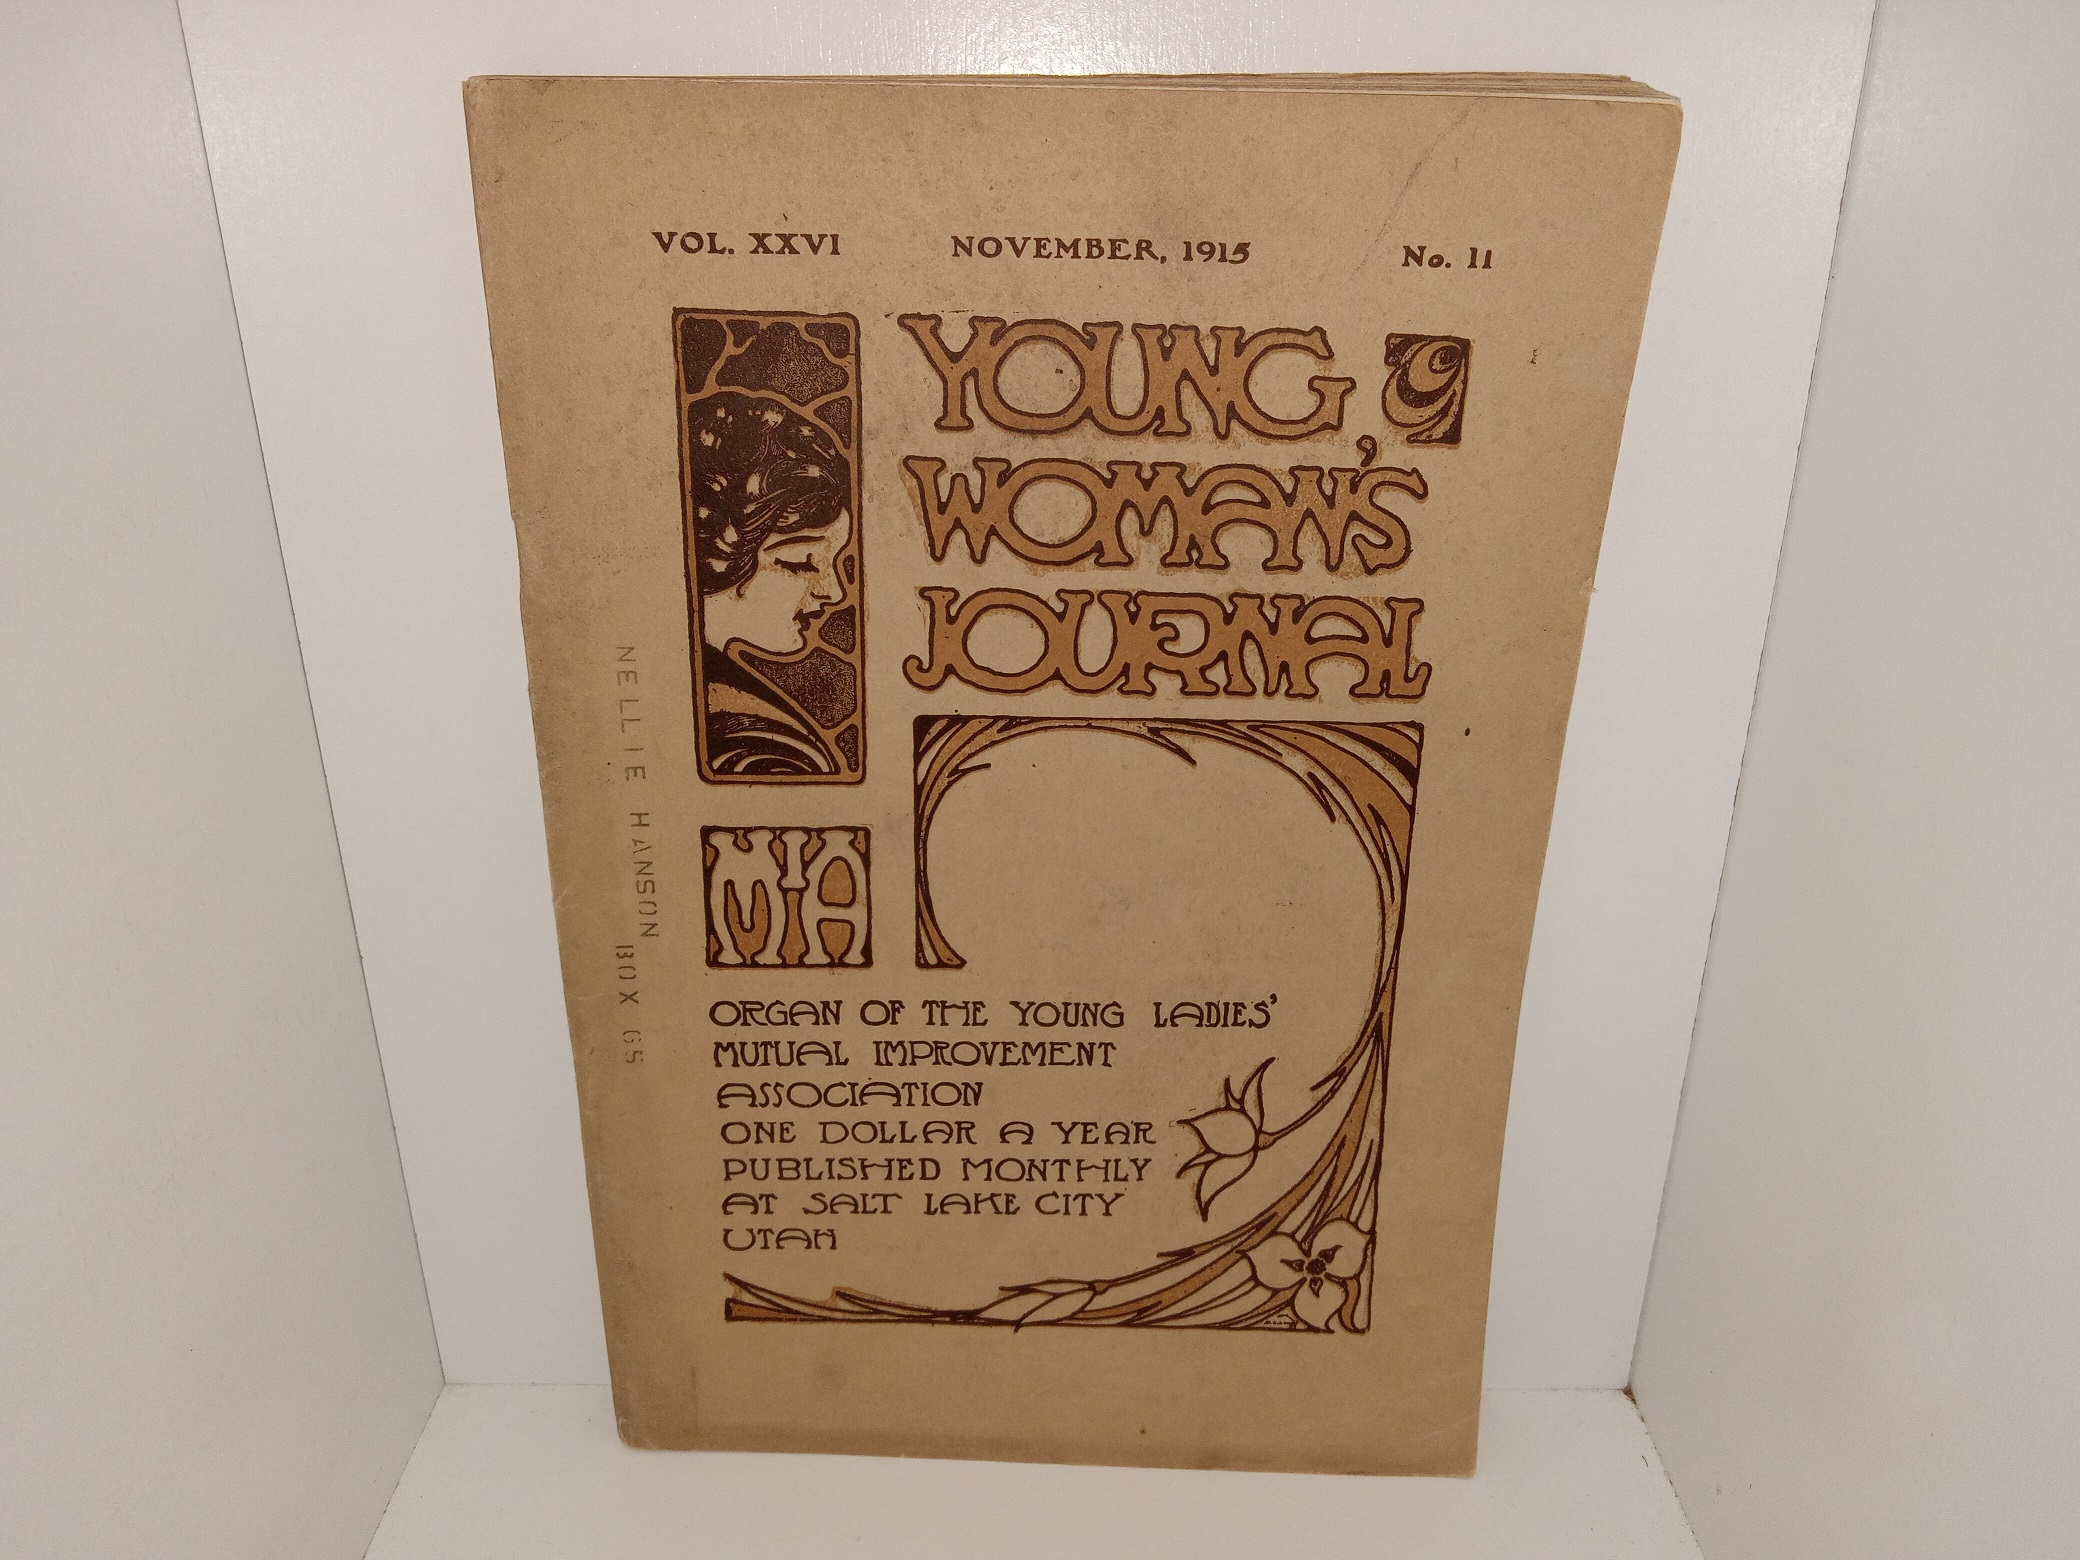 VOL. XXVI NOVEMBER, 1915 No. 11
YOUNG
WOMAN'S
JOURNAL
MIA
NELLIE HANSON
BOX 65
ORGAN OF THE YOUNG LADIES'
MUTUAL IMPROVEMENT
ASSOCIATION
ONE DOLLAR A YEAR
PUBLISHED MONTHLY
AT SALT LAKE CITY
UTAH